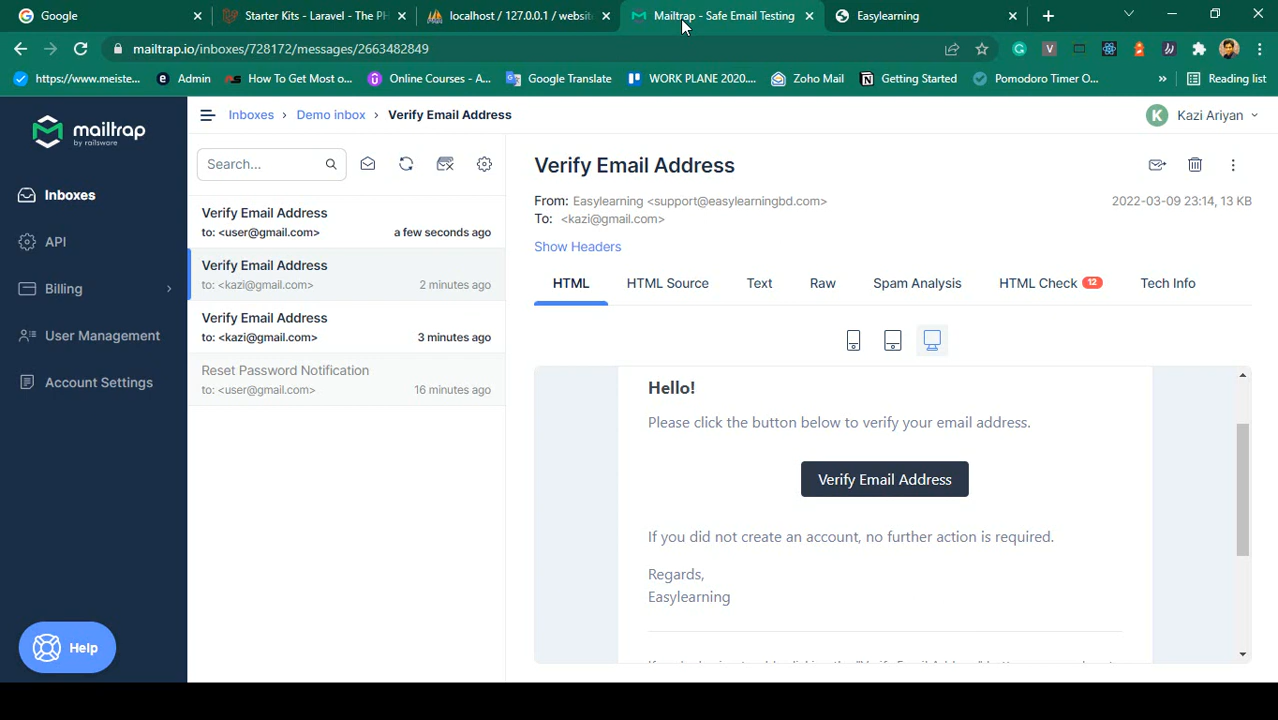 Google
Starter Kits - Laravel - The PH
localhost / 127.0.0.1 / websit
Mailtrap - Safe Email Testing
Easylearning
mailtrap.io/inboxes/728172/messages/2663482849
https://www.meiste...
Admin
How To Get Most o...
Online Courses - A...
Google Translate
WORK PLANE 2020....
Zoho Mail
Getting Started
Pomodoro Timer O...
»
Reading list
mailtrap
by railsware
Inboxes
API
Billing
User Management
Account Settings
Help
Inboxes › Demo inbox › Verify Email Address
K Kazi Ariyan
Search...
Verify Email Address
to: <user@gmail.com> a few seconds ago
Verify Email Address
to: <kazi@gmail.com> 2 minutes ago
Verify Email Address
to: <kazi@gmail.com> 3 minutes ago
Reset Password Notification
to: <user@gmail.com> 16 minutes ago
Verify Email Address
From: Easylearning <support@easylearningbd.com> 2022-03-09 23:14, 13 KB
To: <kazi@gmail.com>
Show Headers
HTML HTML Source Text Raw Spam Analysis HTML Check 12 Tech Info
Hello!
Please click the button below to verify your email address.
Verify Email Address
If you did not create an account, no further action is required.
Regards,
Easylearning